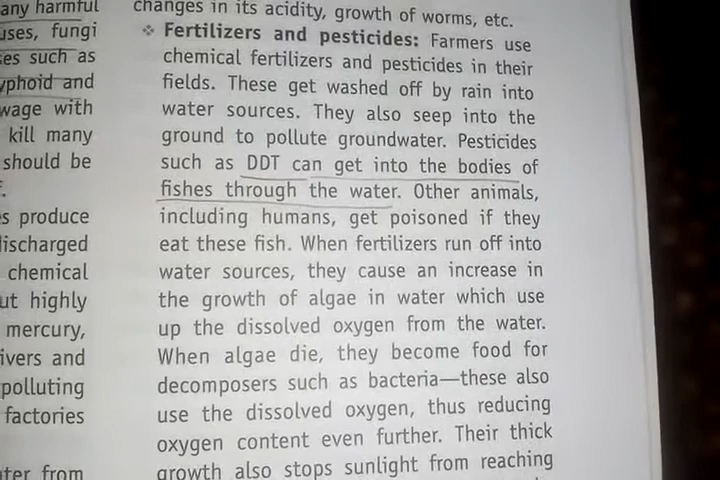 any harmful
uses, fungi
such as
typhoid and
sewage with
kill many
should be
produce
discharged
chemical
but highly
mercury,
rivers and
polluting
factories
from
changes in its acidity, growth of worms, etc.
❖ Fertilizers and pesticides: Farmers use
chemical fertilizers and pesticides in their
fields. These get washed off by rain into
water sources. They also seep into the
ground to pollute groundwater. Pesticides
such as DDT can get into the bodies of
fishes through the water. Other animals,
including humans, get poisoned if they
eat these fish. When fertilizers run off into
water sources, they cause an increase in
the growth of algae in water which use
up the dissolved oxygen from the water.
When algae die, they become food for
decomposers such as bacteria—these also
use the dissolved oxygen, thus reducing
oxygen content even further. Their thick
growth also stops sunlight from reaching